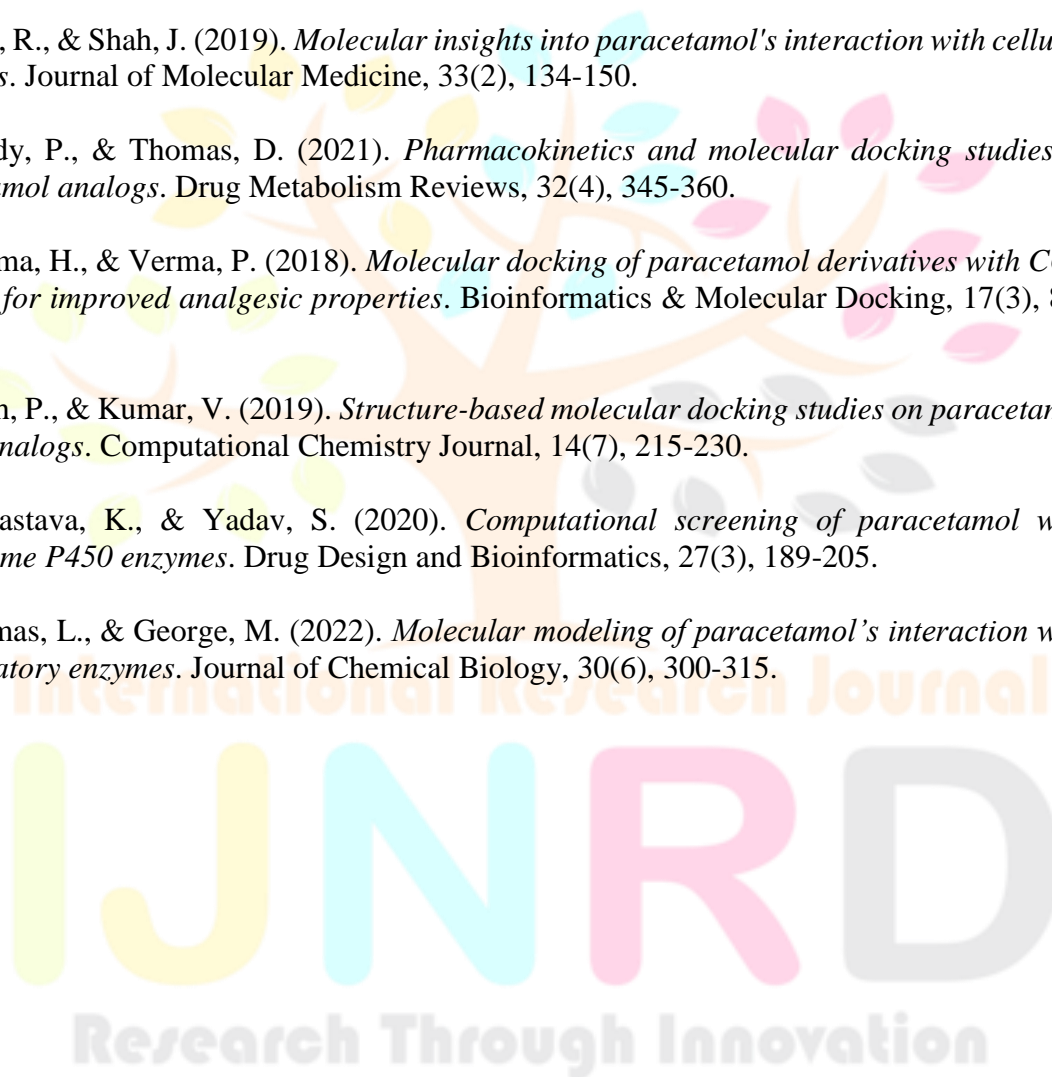 R., & Shah, J. (2019). Molecular insights into paracetamol's interaction with cellu
s. Journal of Molecular Medicine, 33(2), 134-150.
dy, P., & Thomas, D. (2021). Pharmacokinetics and molecular docking studies
amol analogs. Drug Metabolism Reviews, 32(4), 345-360.
ma, H., & Verma, P. (2018). Molecular docking of paracetamol derivatives with C
for improved analgesic properties. Bioinformatics & Molecular Docking, 17(3),
h, P., & Kumar, V. (2019). Structure-based molecular docking studies on paraceta
nalogs. Computational Chemistry Journal, 14(7), 215-230.
astava, K., & Yadav, S. (2020). Computational screening of paracetamol w
me P450 enzymes. Drug Design and Bioinformatics, 27(3), 189-205.
mas, L., & George, M. (2022). Molecular modeling of paracetamol’s interaction w
atory enzymes. Journal of Chemical Biology, 30(6), 300-315.
International Research Journal
IJNRD
Research Through Innovation